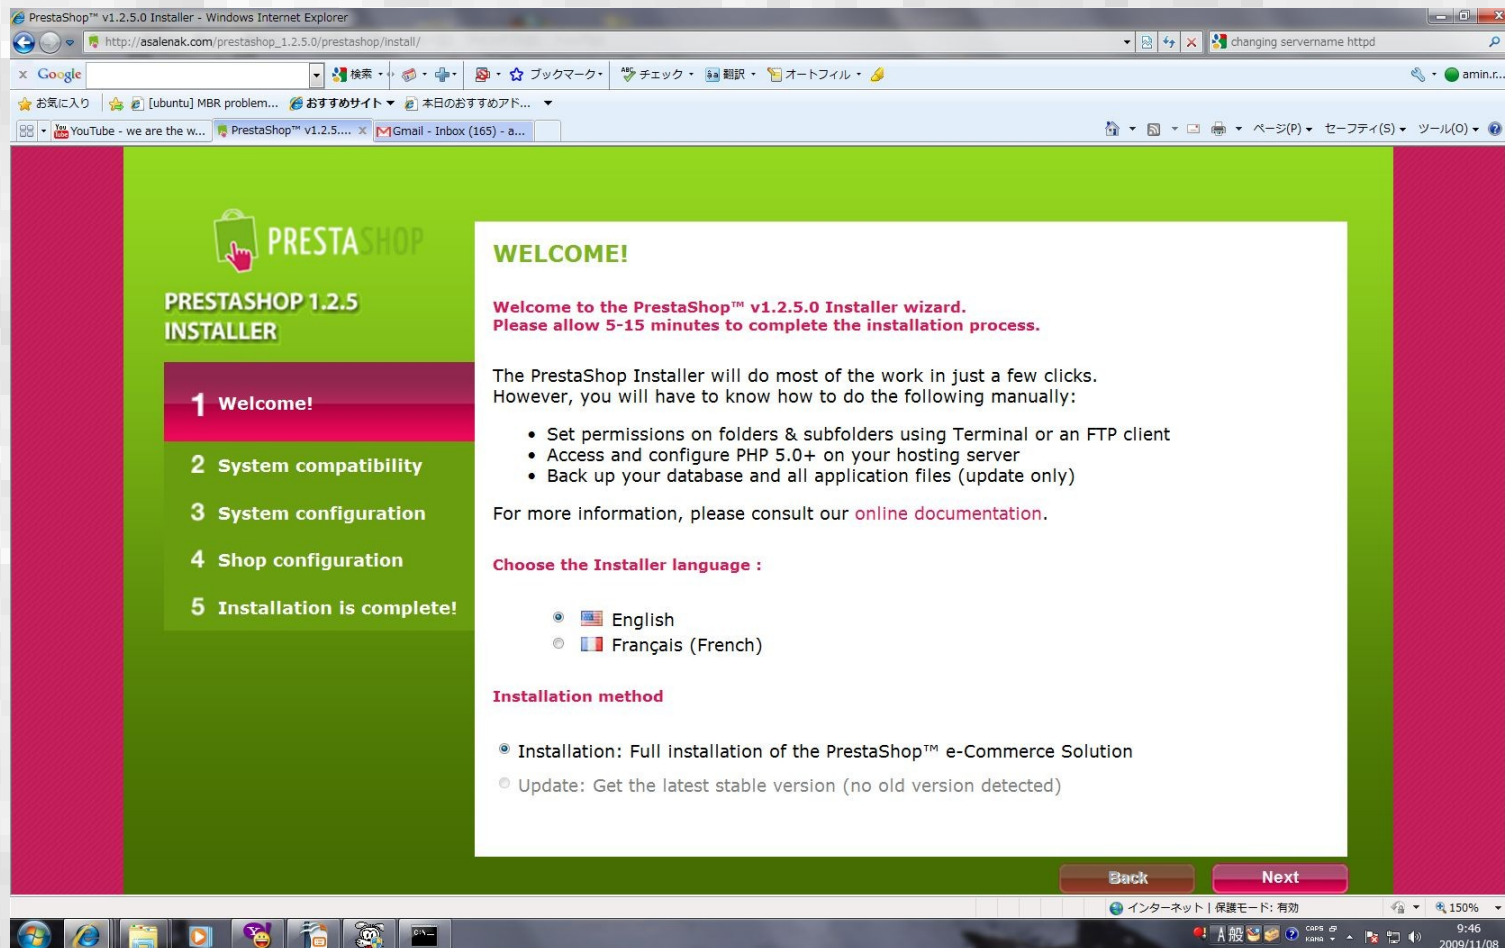 PrestaShop™ v1.2.5.0 Installer - Windows Internet Explorer
http://asalenak.com/prestashop_1.2.5.0/prestashop/install/
changing servername httpd
x Google
検索
ブックマーク
チェック
翻訳
オートフィル
amin.r...
お気に入り
[ubuntu] MBR problem...
おすすめサイト
本日のおすすめアド...
YouTube - we are the w...
PrestaShop™ v1.2.5....
Gmail - Inbox (165) - a...
ページ(P)
セーフティ(S)
ツール(O)
PRESTASHOP
PRESTASHOP 1.2.5
INSTALLER
1 Welcome!
2 System compatibility
3 System configuration
4 Shop configuration
5 Installation is complete!
WELCOME!
Welcome to the PrestaShop™ v1.2.5.0 Installer wizard.
Please allow 5-15 minutes to complete the installation process.
The PrestaShop Installer will do most of the work in just a few clicks.
However, you will have to know how to do the following manually:
• Set permissions on folders & subfolders using Terminal or an FTP client
• Access and configure PHP 5.0+ on your hosting server
• Back up your database and all application files (update only)
For more information, please consult our online documentation.
Choose the Installer language :
English
Français (French)
Installation method
Installation: Full installation of the PrestaShop™ e-Commerce Solution
Update: Get the latest stable version (no old version detected)
Back
Next
インターネット | 保護モード: 有効
150%
A 般
CAPS
KANA
9:46
2009/11/09